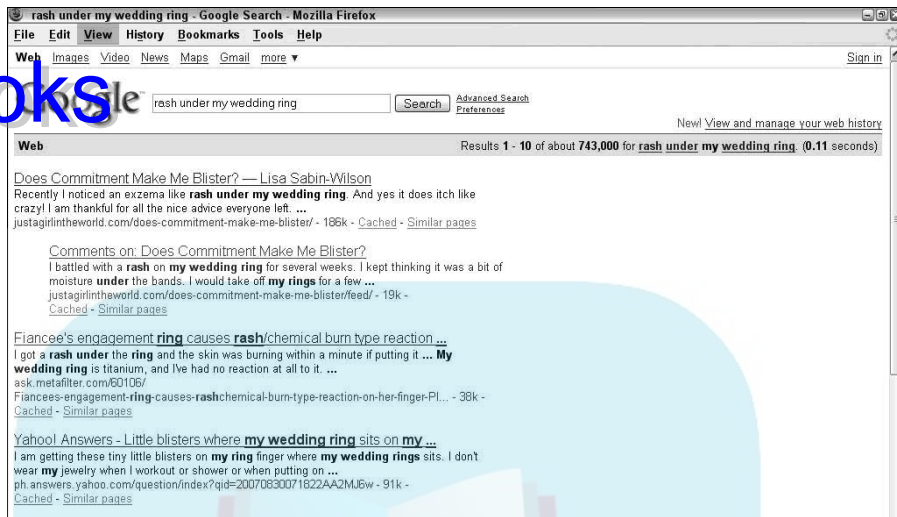 rash under my wedding ring - Google Search - Mozilla Firefox
File Edit View History Bookmarks Tools Help
Web Images Video News Maps Gmail more ▼ Sign in
oks
Google™ rash under my wedding ring Search Advanced Search
Preferences
New! View and manage your web history
Web Results 1 - 10 of about 743,000 for rash under my wedding ring. (0.11 seconds)
Does Commitment Make Me Blister? — Lisa Sabin-Wilson
Recently I noticed an exzema like rash under my wedding ring. And yes it does itch like
crazy! I am thankful for all the nice advice everyone left. ...
justagirlintheworld.com/does-commitment-make-me-blister/ - 186k - Cached - Similar pages
Comments on: Does Commitment Make Me Blister?
I battled with a rash on my wedding ring for several weeks. I kept thinking it was a bit of
moisture under the bands. I would take off my rings for a few ...
justagirlintheworld.com/does-commitment-make-me-blister/feed/ - 19k -
Cached - Similar pages
Fiancee's engagement ring causes rash/chemical burn type reaction ...
I got a rash under the ring and the skin was burning within a minute if putting it ... My
wedding ring is titanium, and I've had no reaction at all to it. ...
ask.metafilter.com/60106/
Fiancees-engagement-ring-causes-rashchemical-burn-type-reaction-on-her-finger-Pl... - 38k -
Cached - Similar pages
Yahoo! Answers - Little blisters where my wedding ring sits on my ...
I am getting these tiny little blisters on my ring finger where my wedding rings sits. I don't
wear my jewelry when I workout or shower or when putting on ...
ph.answers.yahoo.com/question/index?qid=20070830071822AA2MJ6w - 91k -
Cached - Similar pages